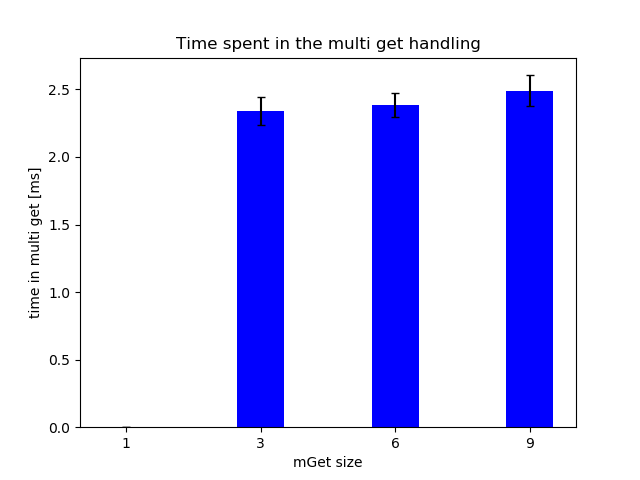 Time spent in the multi get handling
time in multi get [ms]
2.5
2.0
1.5
1.0
0.5
0.0
1 3 6 9
mGet size